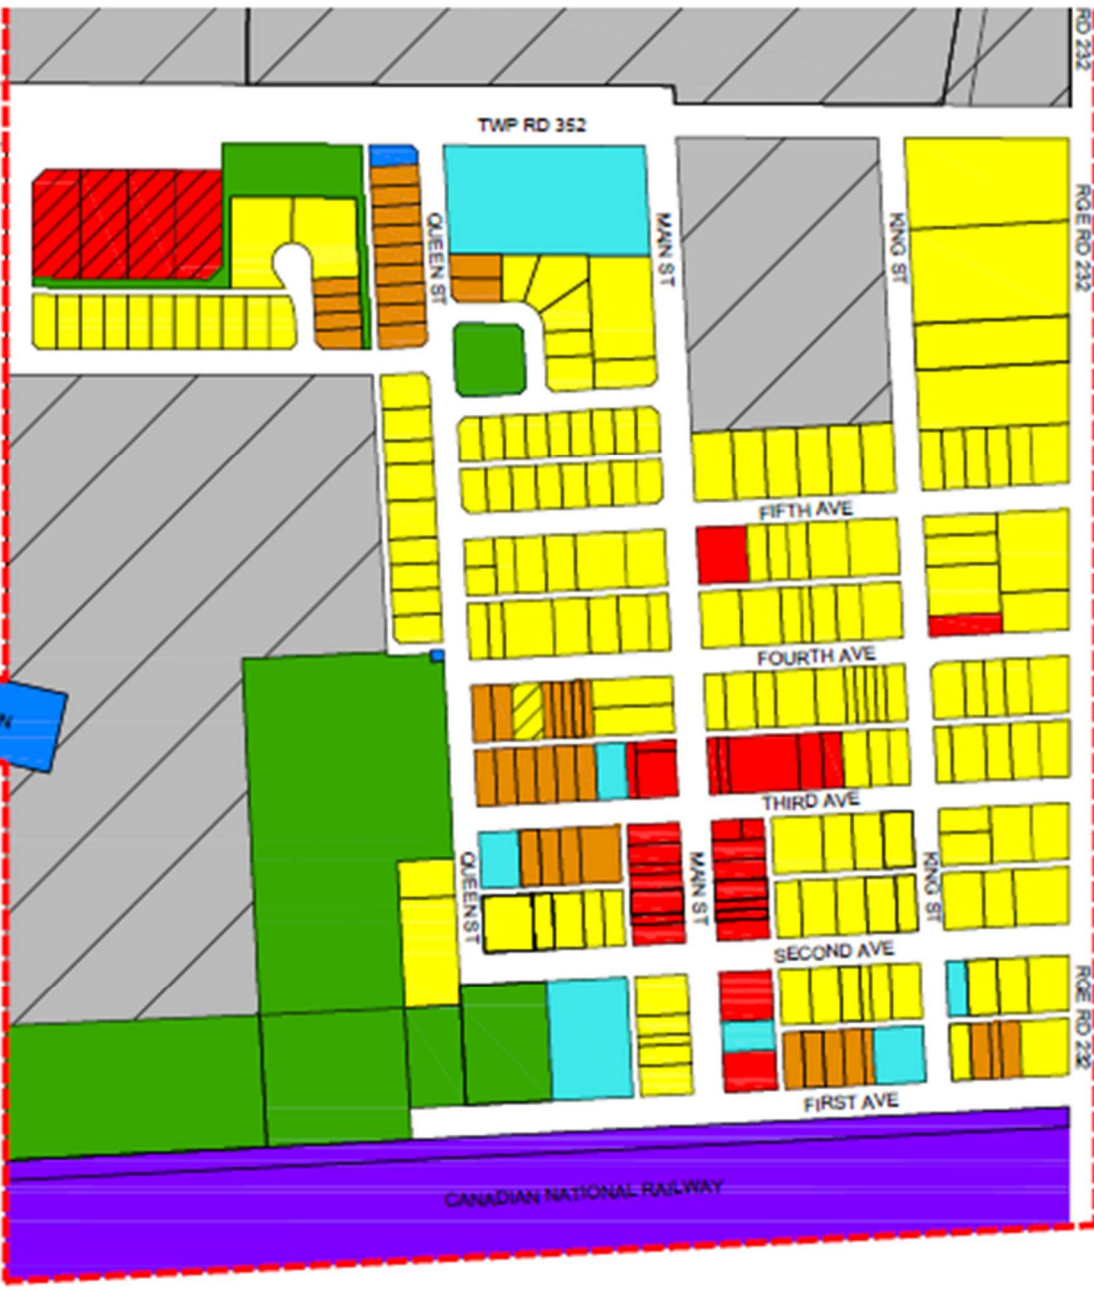 RD 232
TWP RD 352
QUEEN ST
MAIN ST
KING ST
RGE RD 232
FIFTH AVE
FOURTH AVE
N
THIRD AVE
QUEEN ST
MAIN ST
KING ST
SECOND AVE
RGE RD 232
FIRST AVE
CANADIAN NATIONAL RAILWAY